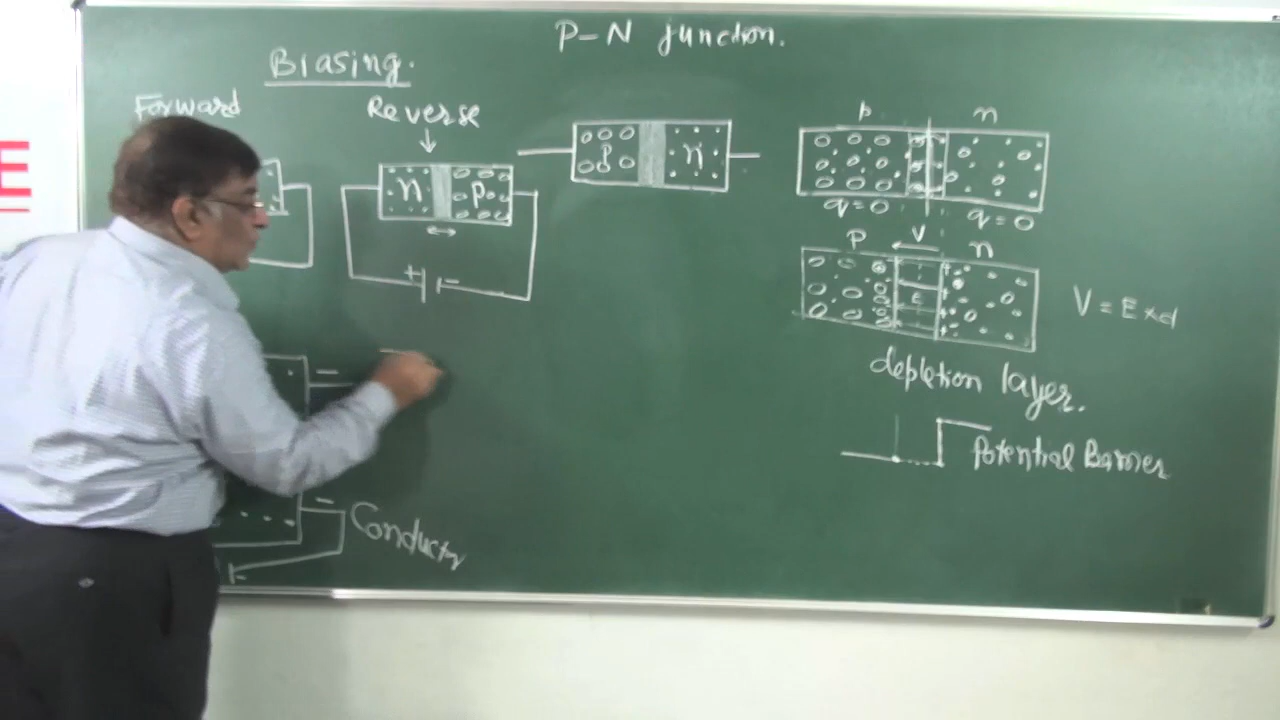 P-N junction.
Biasing.
Forward
Reverse
n p
+ -
p n
p n
q=0 q=0
P V n
E
V = E x d
depletion layer.
Potential Barrier
-
-
Conductor
E